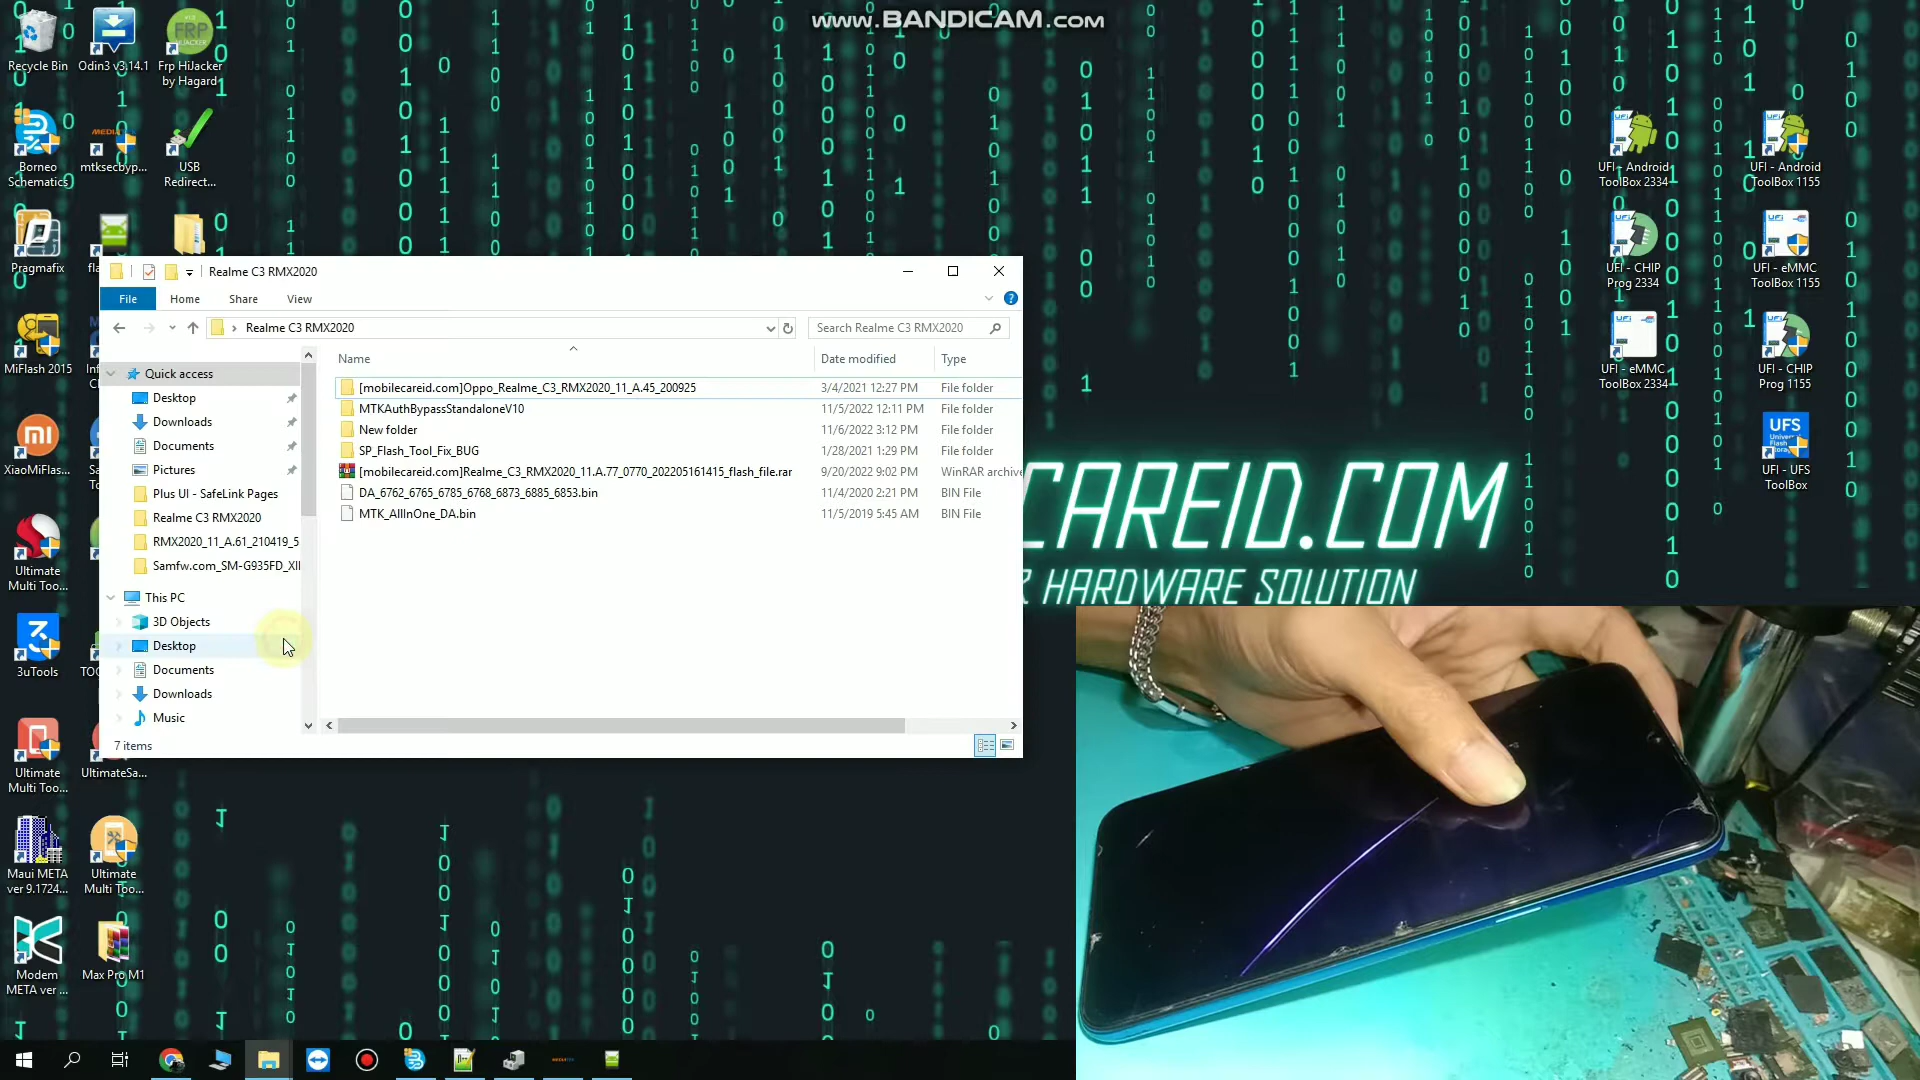 www.BANDICAM.com
Recycle Bin
Odin3 v3.14.1
Frp HiJacker
by Hagard
Borneo
Schematics
mtksecbyp...
USB
Redirect...
Pragmafix
MiFlash 2015
XiaoMiFlas...
Ultimate
Multi Too...
3uTools
Ultimate
Multi Too...
UltimateSa...
Maui META
ver 9.1724...
Ultimate
Multi Too...
Modem
META ver ...
Max Pro M1
UFI - Android
ToolBox 2334
UFI - Android
ToolBox 1155
UFI - CHIP
Prog 2334
UFI - eMMC
ToolBox 1155
UFI - eMMC
ToolBox 2334
UFI - CHIP
Prog 1155
UFS
UFI - UFS
ToolBox
Realme C3 RMX2020
File
Home
Share
View
Realme C3 RMX2020
Search Realme C3 RMX2020
Name
Date modified
Type
Quick access
Desktop
Downloads
Documents
Pictures
Plus UI - SafeLink Pages
Realme C3 RMX2020
RMX2020_11_A.61_210419_5
Samfw.com_SM-G935FD_XI
This PC
3D Objects
Desktop
Documents
Downloads
Music
[mobilecareid.com]Oppo_Realme_C3_RMX2020_11_A.45_200925 3/4/2021 12:27 PM File folder
MTKAuthBypassStandaloneV10 11/5/2022 12:11 PM File folder
New folder 11/6/2022 3:12 PM File folder
SP_Flash_Tool_Fix_BUG 1/28/2021 1:29 PM File folder
[mobilecareid.com]Realme_C3_RMX2020_11.A.77_0770_202205161415_flash_file.rar 9/20/2022 9:02 PM WinRAR archive
DA_6762_6765_6785_6768_6873_6885_6853.bin 11/4/2020 2:21 PM BIN File
MTK_AllInOne_DA.bin 11/5/2019 5:45 AM BIN File
7 items
CAREID.COM
HARDWARE SOLUTION